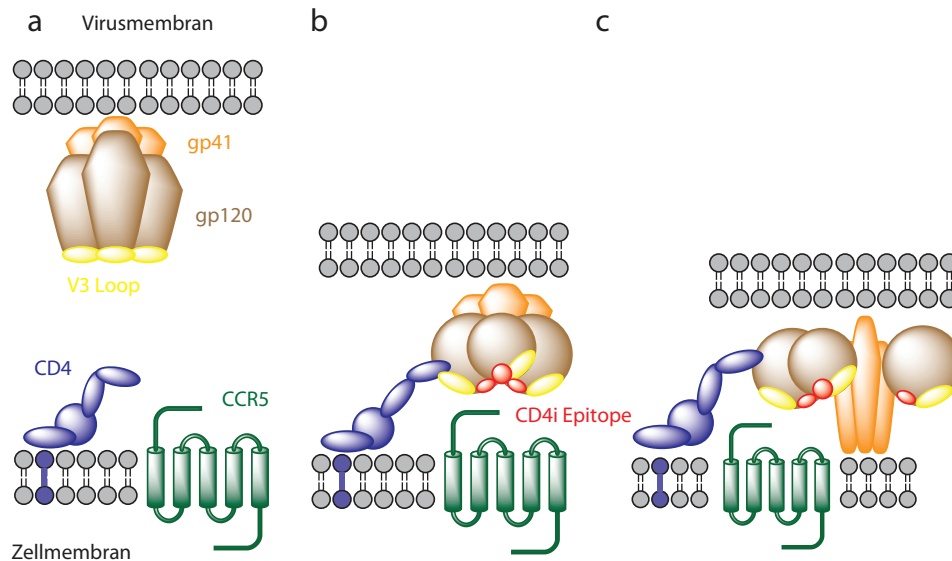 a
Virusmembran
gp41
gp120
V3 Loop
CD4
CCR5
Zellmembran
b
CD4i Epitope
c